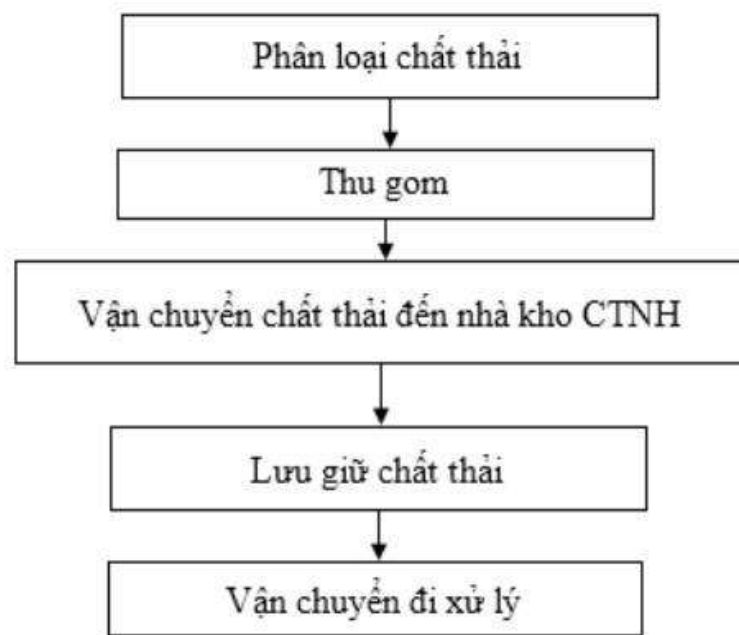 Phân loại chất thải
Thu gom
Vận chuyển chất thải đến nhà kho CTNH
Lưu giữ chất thải
Vận chuyển đi xử lý